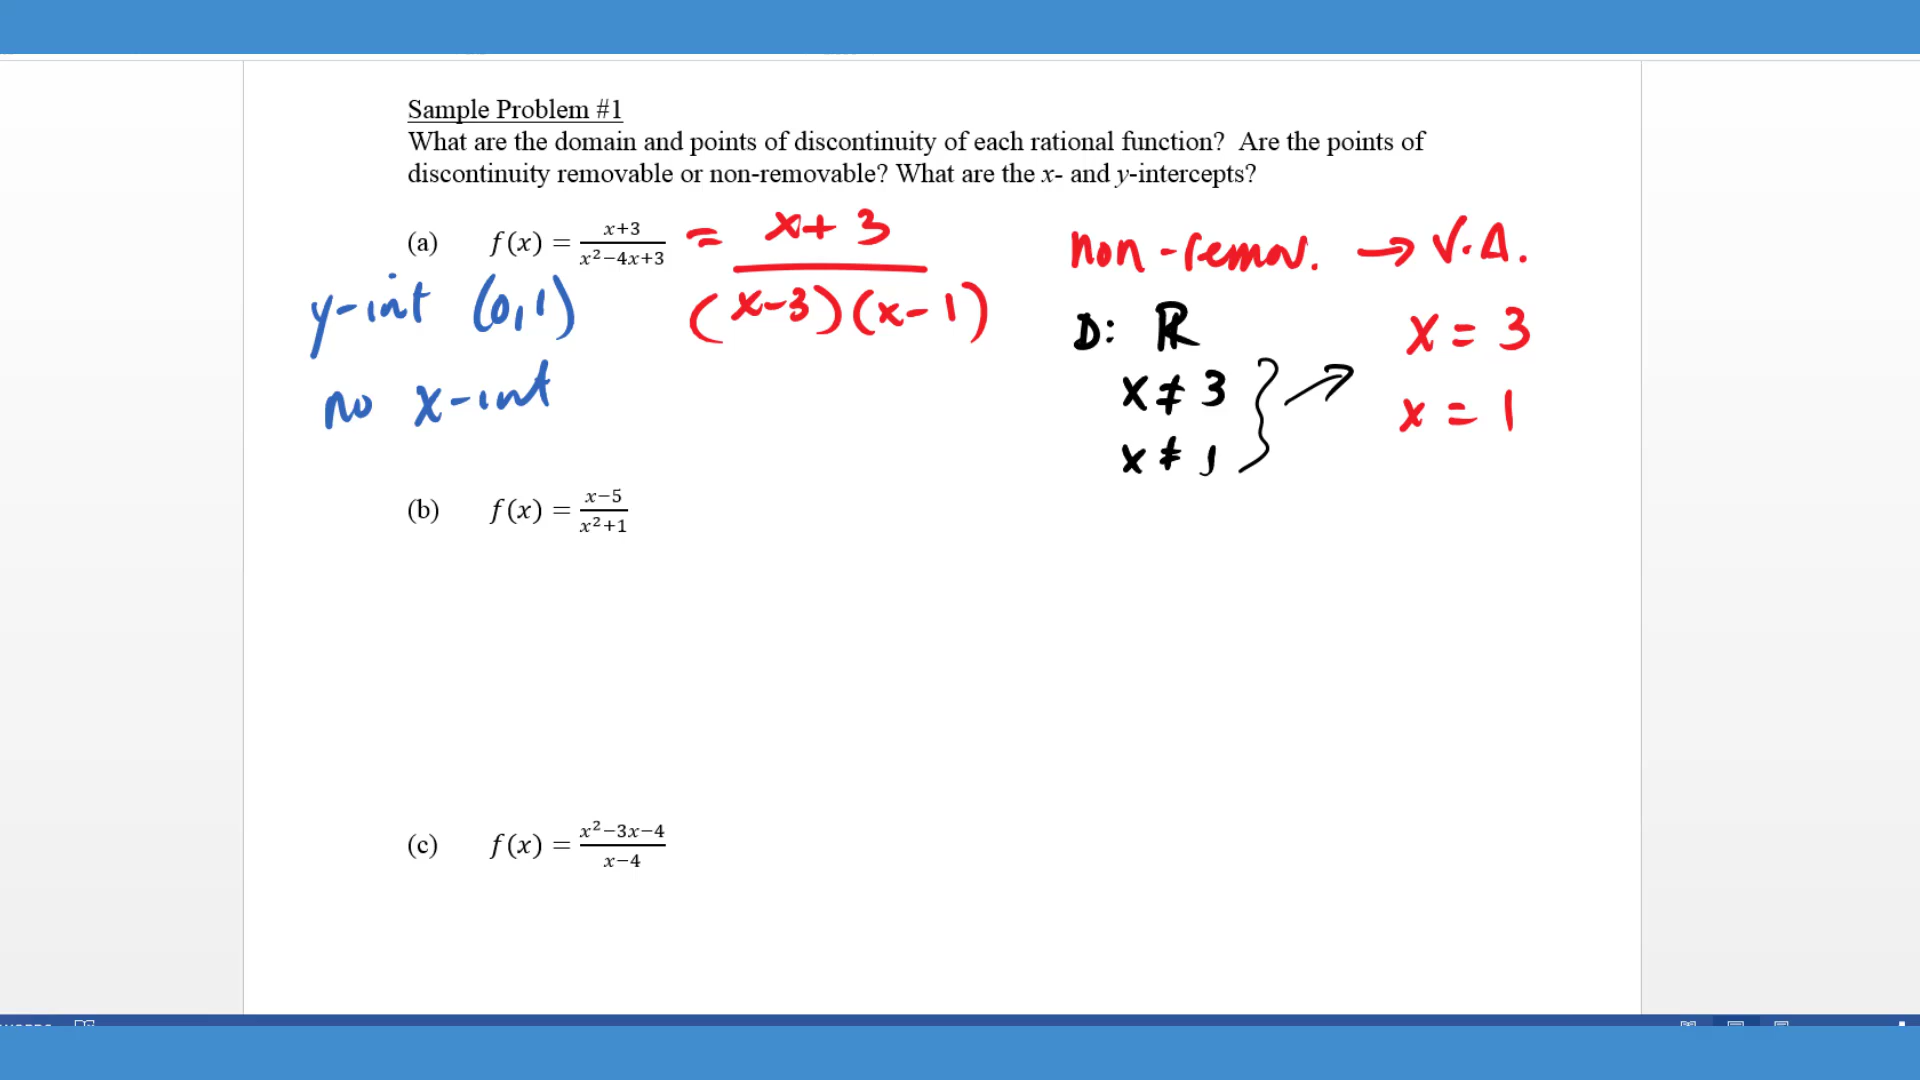 Sample Problem #1
What are the domain and points of discontinuity of each rational function? Are the points of
discontinuity removable or non-removable? What are the x- and y-intercepts?
(a) f(x) = x+3 / x²−4x+3 = x+3 / (x-3)(x-1)
non-remov. → V.A.
y-int (0,1)
no x-int
D: ℝ
x≠3
x≠1
} →
x = 3
x = 1
(b) f(x) = x−5 / x²+1
(c) f(x) = x²−3x−4 / x−4